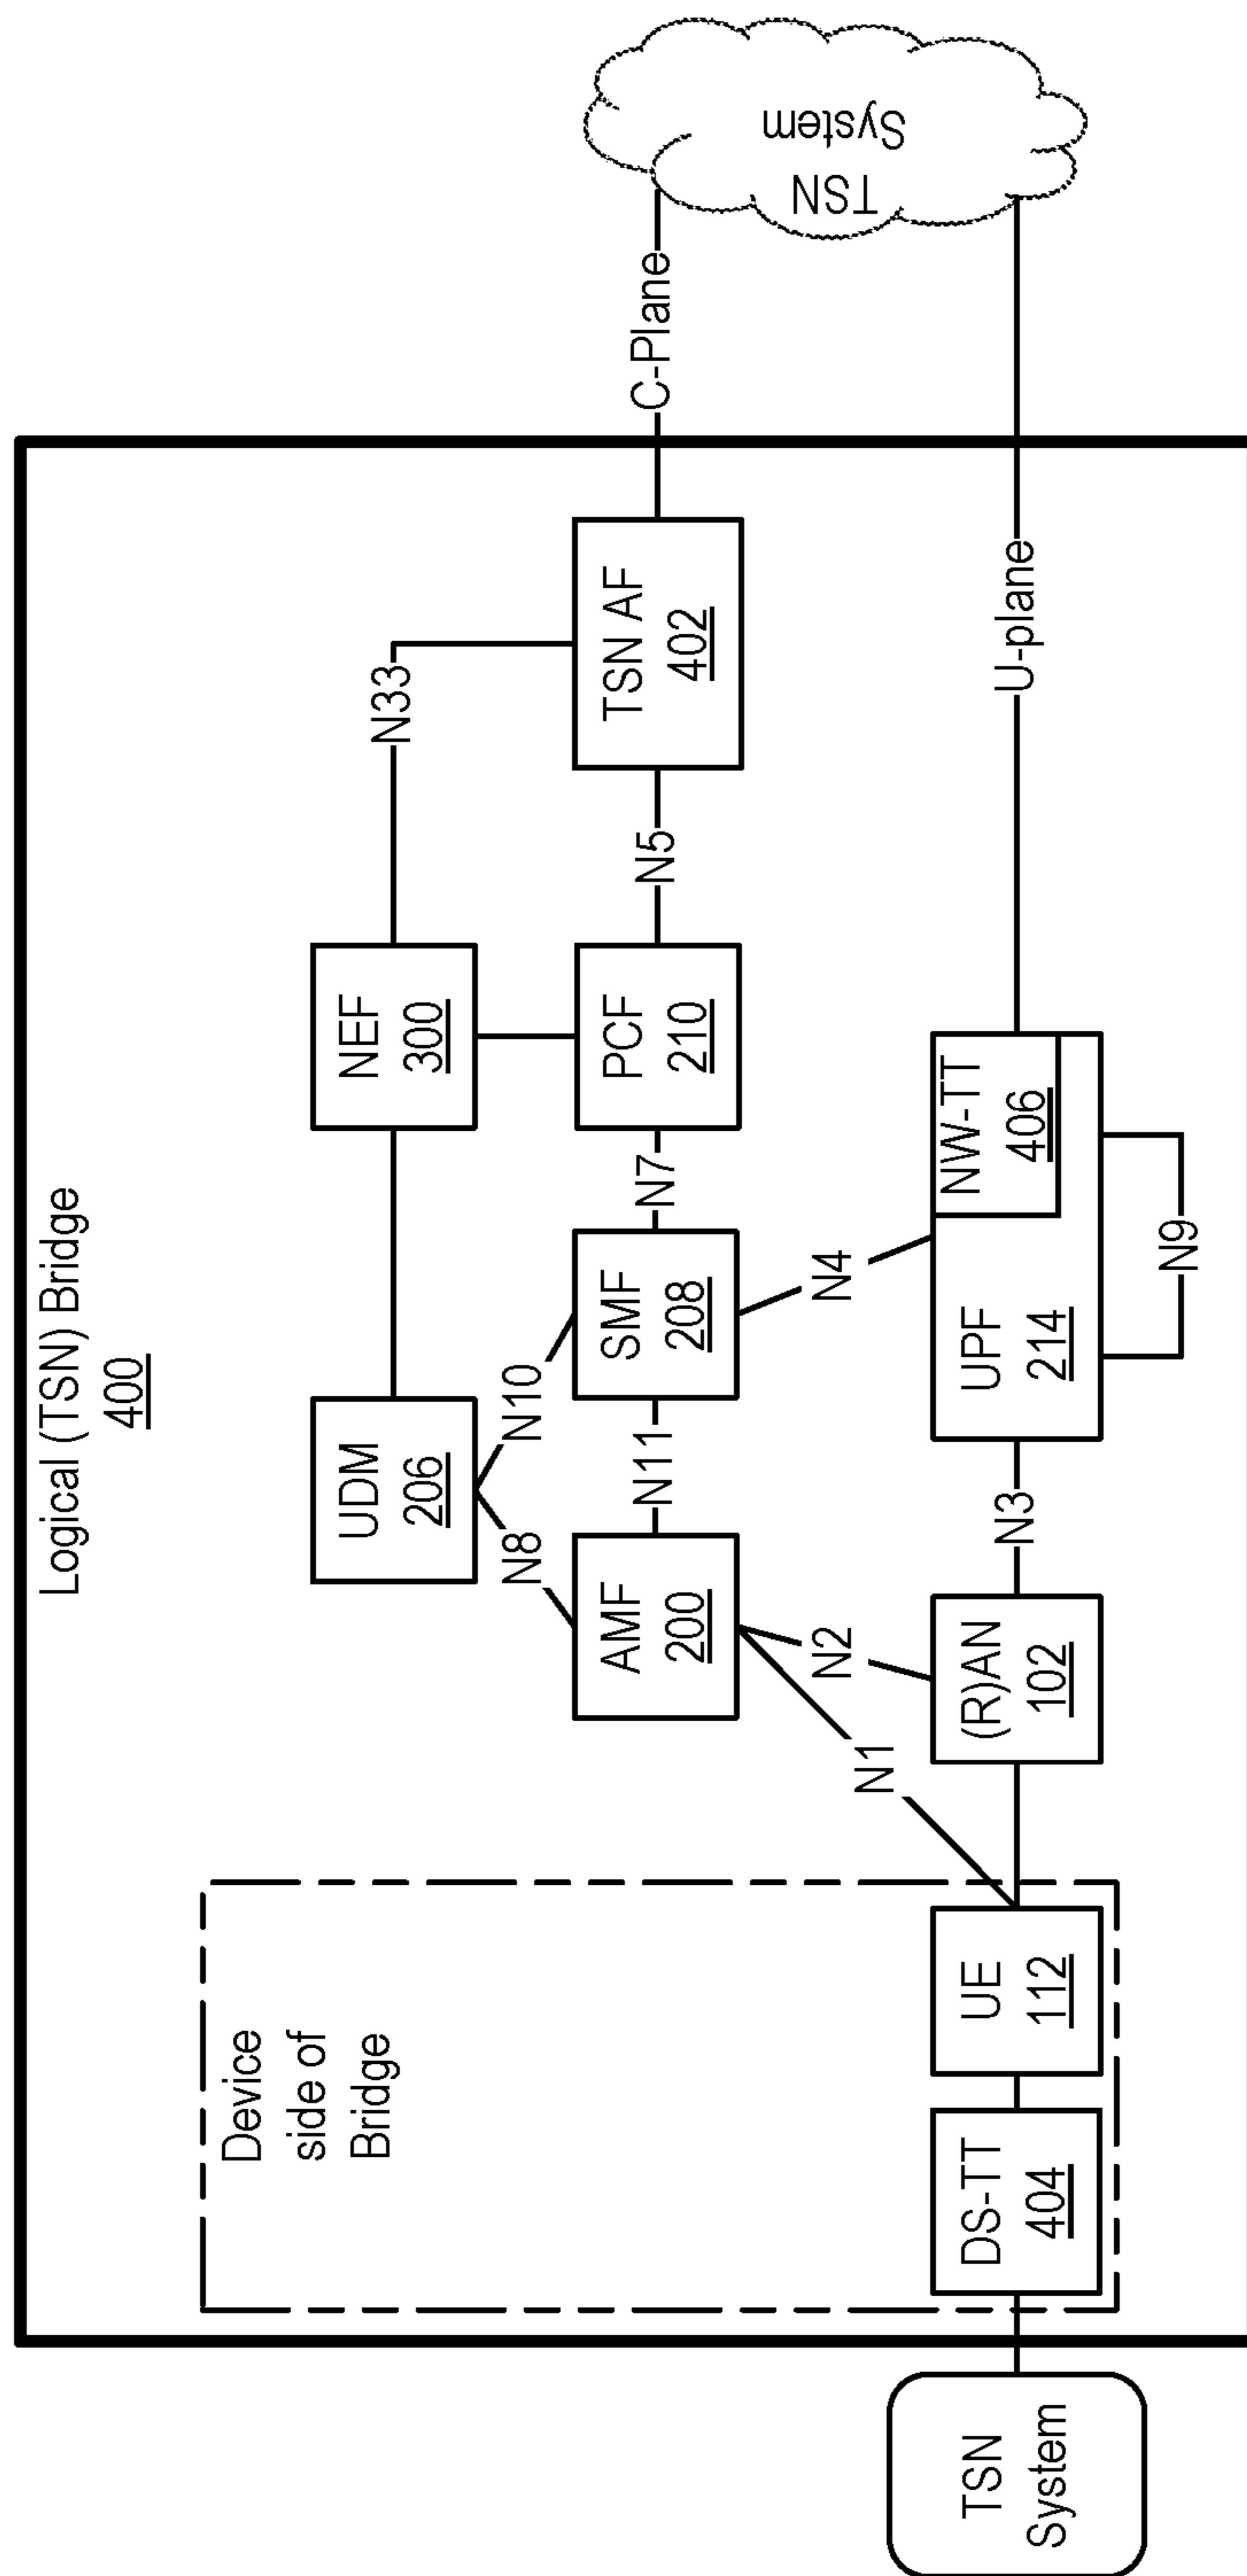 Logical (TSN) Bridge
400
Device
side of
Bridge
UDM
206
NEF
300
N33
N8
N10
AMF
200
N11
SMF
208
N7
PCF
210
N5
TSN AF
402
C-Plane
TSN
System
N1
N2
N4
TSN
System
DS-TT
404
UE
112
(R)AN
102
N3
UPF
214
NW-TT
406
U-plane
N9